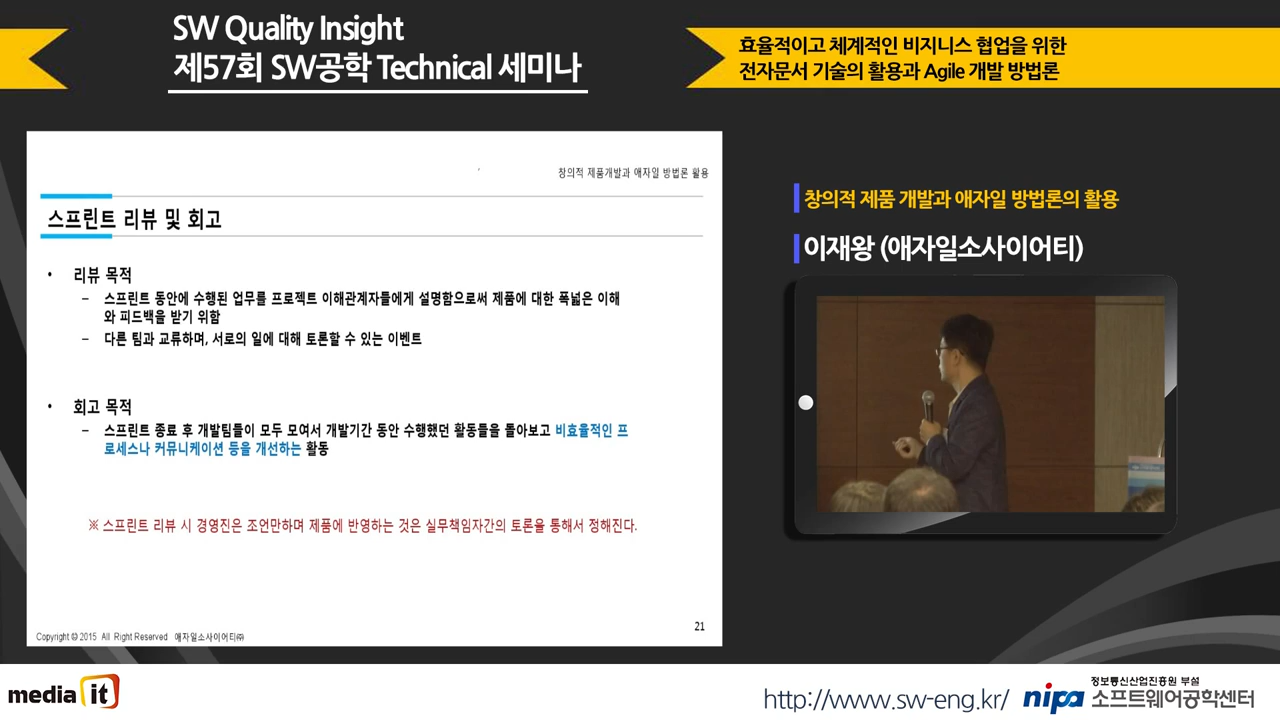 SW Quality Insight
제57회 SW공학 Technical 세미나
효율적이고 체계적인 비지니스 협업을 위한
전자문서 기술의 활용과 Agile 개발 방법론
창의적 제품개발과 애자일 방법론 활용
스프린트 리뷰 및 회고
• 리뷰 목적
– 스프린트 동안에 수행된 업무를 프로젝트 이해관계자들에게 설명함으로써 제품에 대한 폭넓은 이해
와 피드백을 받기 위함
– 다른 팀과 교류하며, 서로의 일에 대해 토론할 수 있는 이벤트
• 회고 목적
– 스프린트 종료 후 개발팀들이 모두 모여서 개발기간 동안 수행했던 활동들을 돌아보고 비효율적인 프
로세스나 커뮤니케이션 등을 개선하는 활동
※ 스프린트 리뷰 시 경영진은 조언만하며 제품에 반영하는 것은 실무책임자간의 토론을 통해서 정해진다.
21
Copyright © 2015 All Right Reserved 애자일소사이어티㈜
창의적 제품 개발과 애자일 방법론의 활용
이재왕 (애자일소사이어티)
media it
http://www.sw-eng.kr/
nipa
정보통신산업진흥원 부설
소프트웨어공학센터